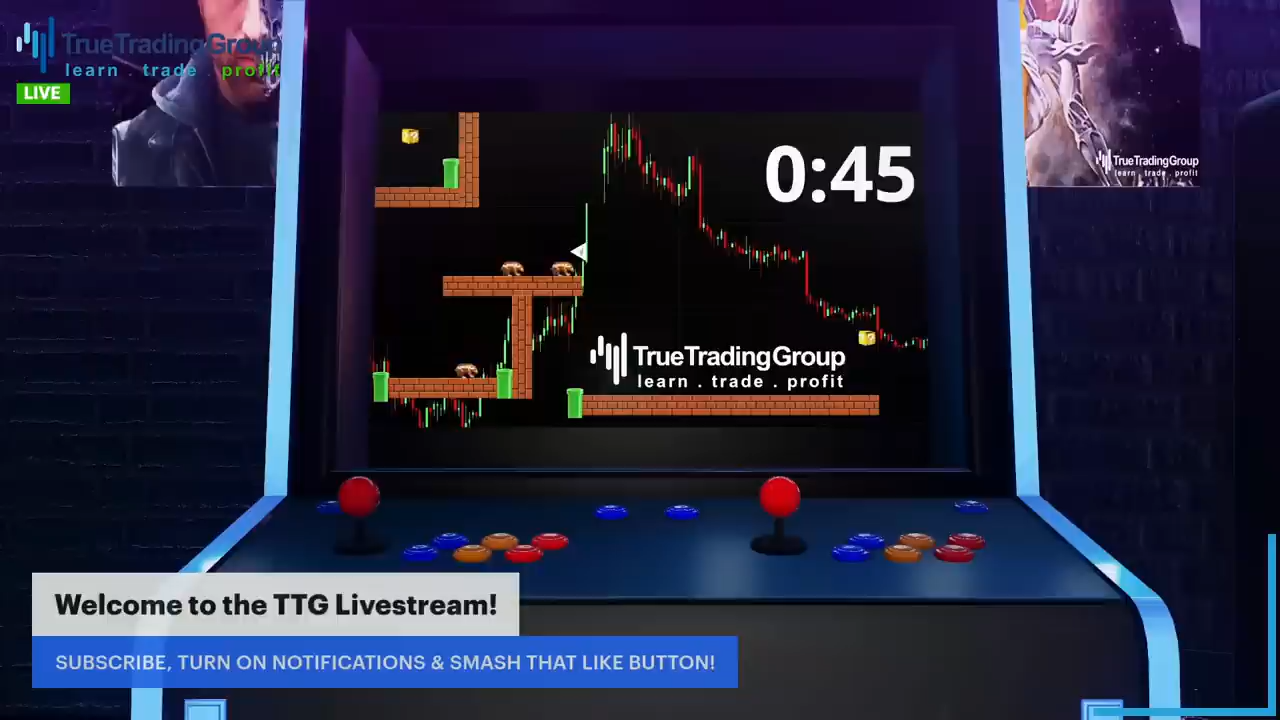 TrueTradingGroup
learn . trade . profit
LIVE
TrueTradingGroup
learn . trade . profit
0:45
TrueTradingGroup
learn . trade . profit
Welcome to the TTG Livestream!
SUBSCRIBE, TURN ON NOTIFICATIONS & SMASH THAT LIKE BUTTON!